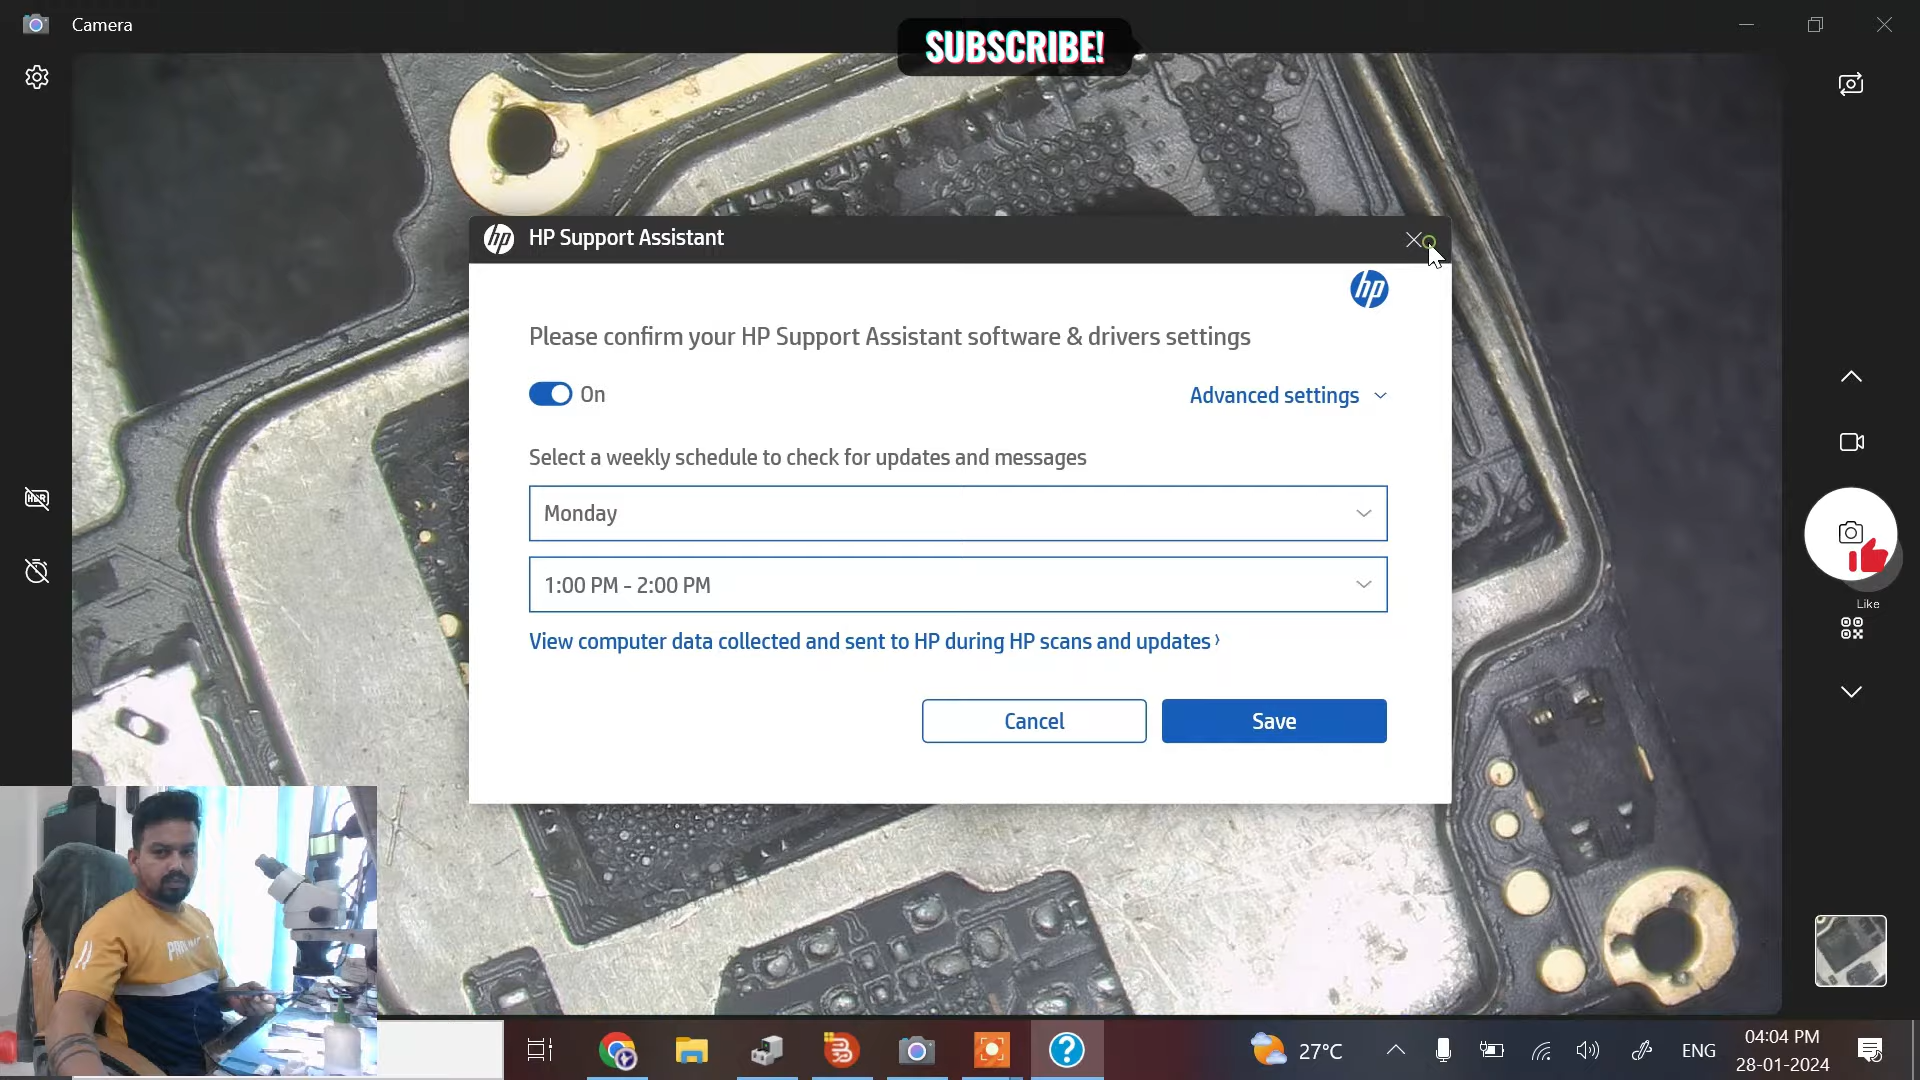 Camera
SUBSCRIBE!
hp HP Support Assistant
hp
Please confirm your HP Support Assistant software & drivers settings
On
Advanced settings
Select a weekly schedule to check for updates and messages
Monday
1:00 PM - 2:00 PM
View computer data collected and sent to HP during HP scans and updates ›
Cancel
Save
HDR
Like
27°C
ENG
04:04 PM
28-01-2024